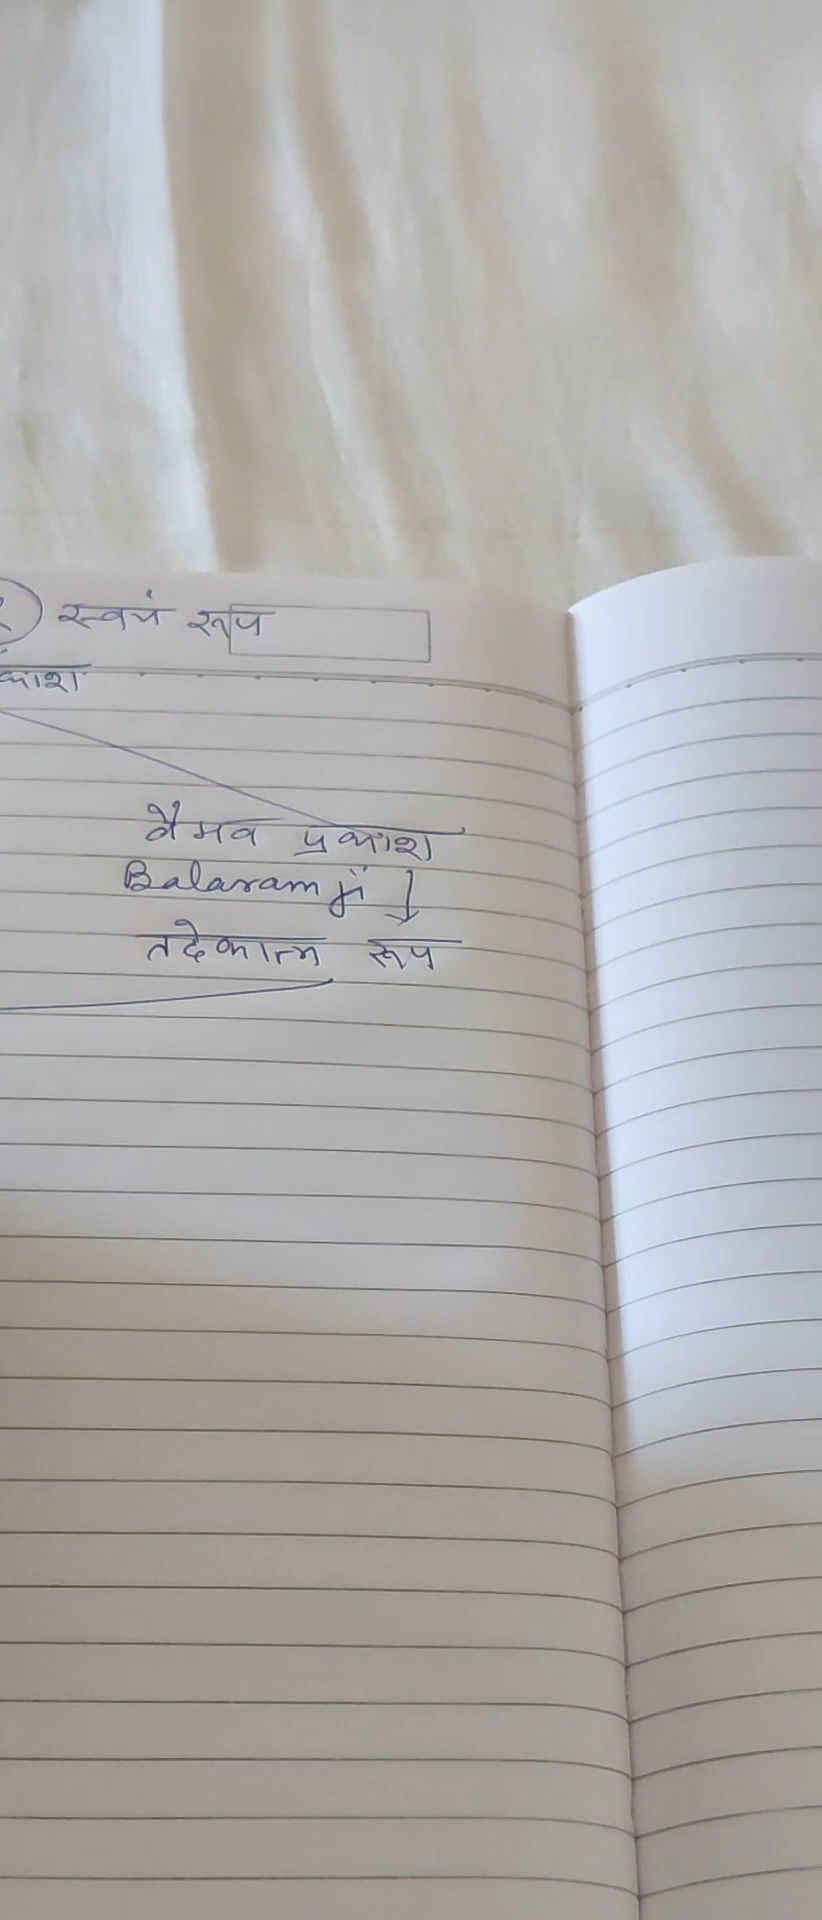 स्वयं रूप
काश
वैभव प्रकाश
Balaram ji ↓
तदेकात्म रूप